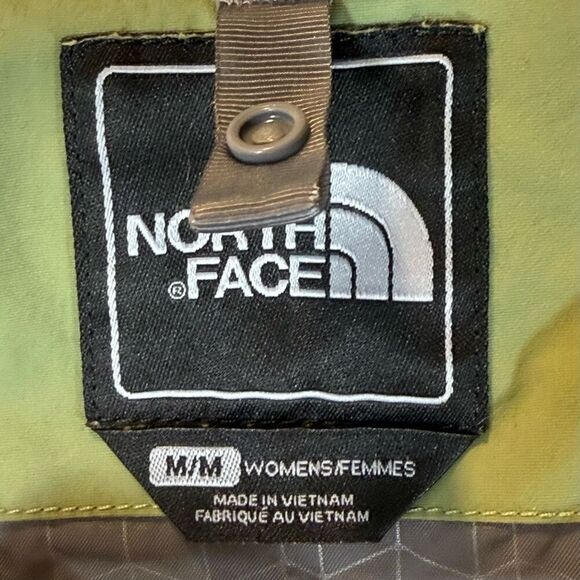 NORTH
® FACE
M/M WOMENS/FEMMES
MADE IN VIETNAM
FABRIQUÉ AU VIETNAM